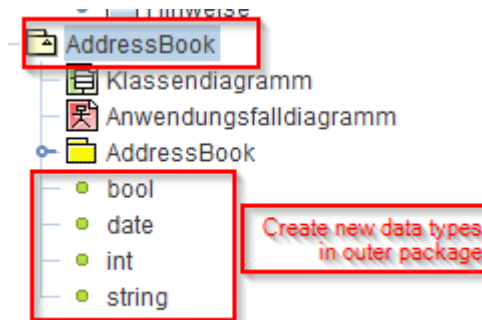 Hinweise
AddressBook
Klassendiagramm
Anwendungsfalldiagramm
AddressBook
bool
date
Create new data types
in outer package
int
string